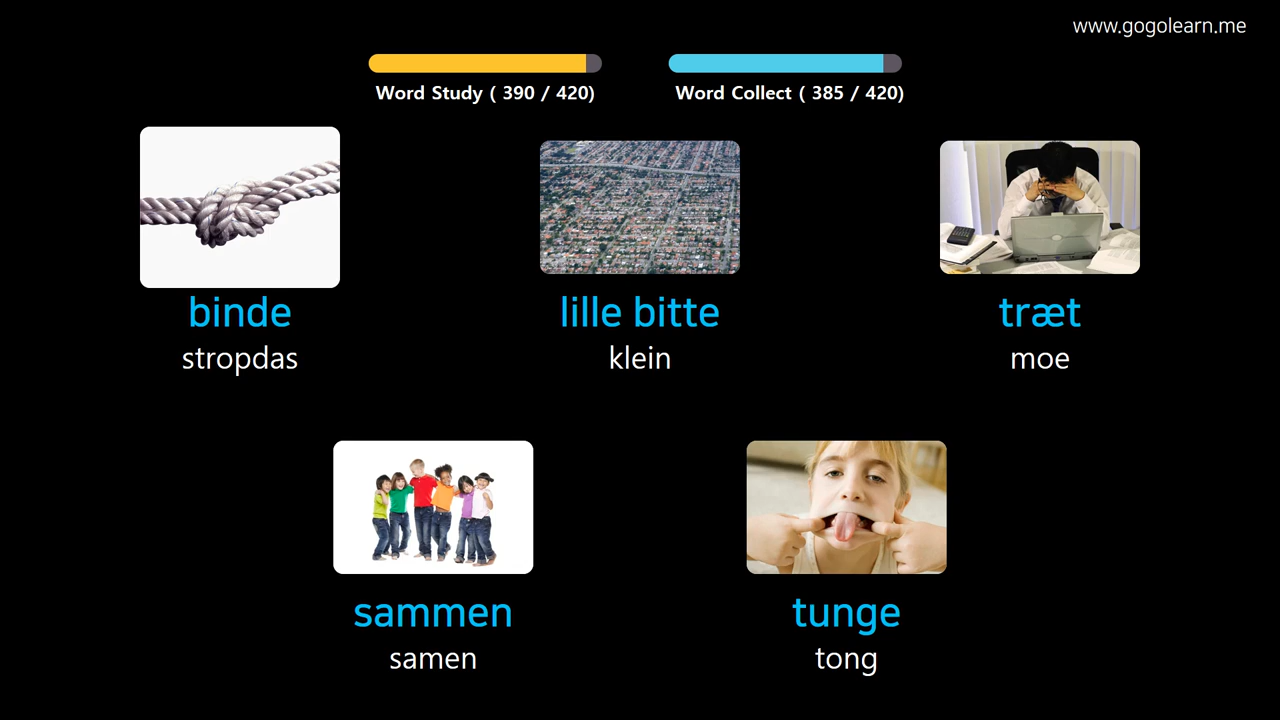 www.gogolearn.me
Word Study ( 390 / 420)
Word Collect ( 385 / 420)
binde
stropdas
lille bitte
klein
træt
moe
sammen
samen
tunge
tong